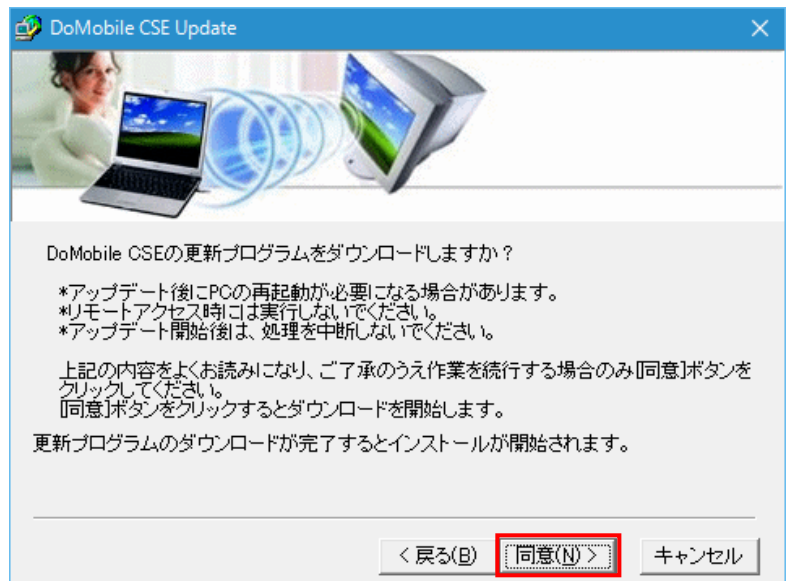 DoMobile CSE Update
DoMobile CSEの更新プログラムをダウンロードしますか？
*アップデート後にPCの再起動が必要になる場合があります。
*リモートアクセス時には実行しないでください。
*アップデート開始後は、処理を中断しないでください。
上記の内容をよくお読みになり、ご了承のうえ作業を続行する場合のみ[同意]ボタンを
クリックしてください。
[同意]ボタンをクリックするとダウンロードを開始します。
更新プログラムのダウンロードが完了するとインストールが開始されます。
< 戻る(B) 同意(N) > キャンセル